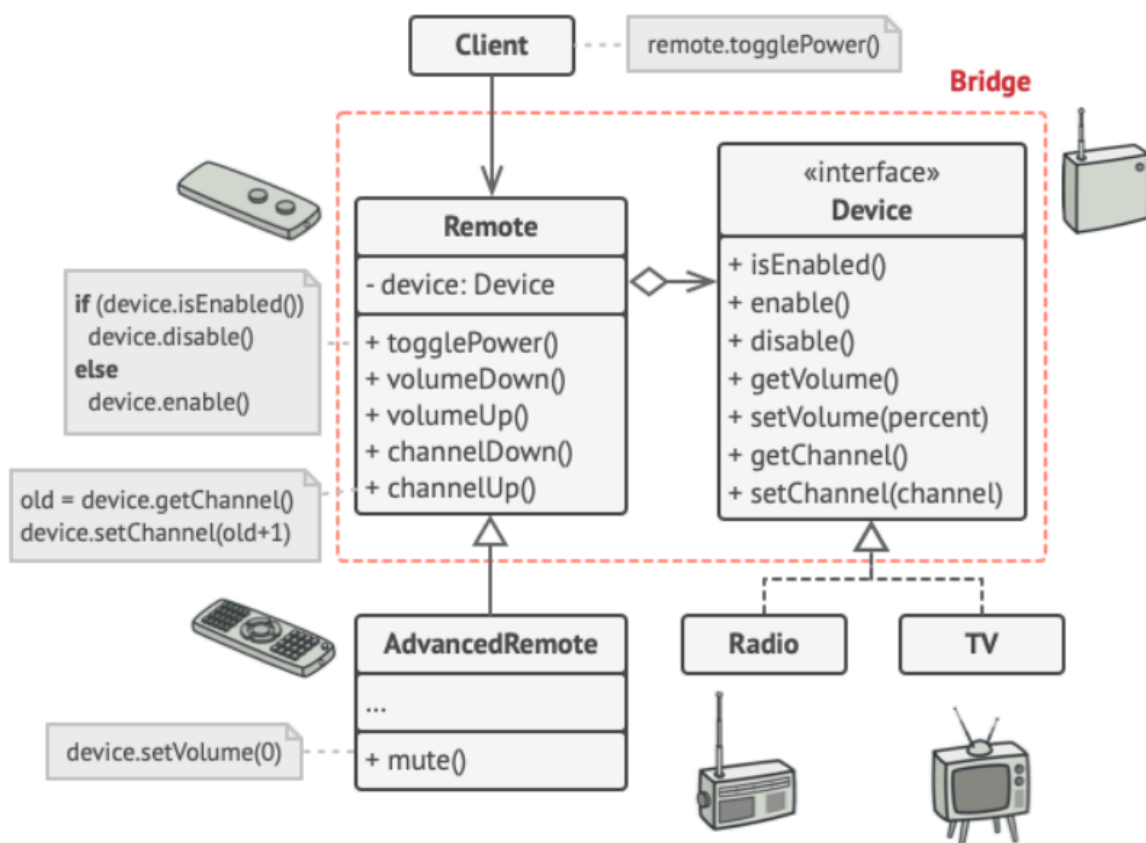 Client
remote.togglePower()
Bridge
Remote
- device: Device
+ togglePower()
+ volumeDown()
+ volumeUp()
+ channelDown()
+ channelUp()
«interface»
Device
+ isEnabled()
+ enable()
+ disable()
+ getVolume()
+ setVolume(percent)
+ getChannel()
+ setChannel(channel)
if (device.isEnabled())
device.disable()
else
device.enable()
old = device.getChannel()
device.setChannel(old+1)
AdvancedRemote
...
+ mute()
device.setVolume(0)
Radio
TV